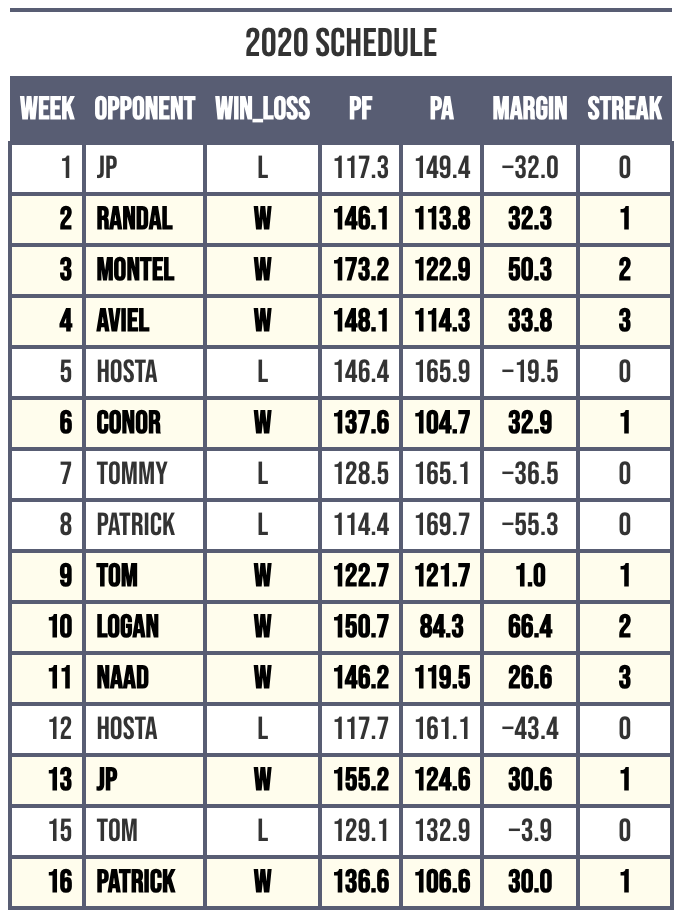 2020 SCHEDULE
WEEK OPPONENT WIN_LOSS PF PA MARGIN STREAK
1 JP L 117.3 149.4 −32.0 0
2 RANDAL W 146.1 113.8 32.3 1
3 MONTEL W 173.2 122.9 50.3 2
4 AVIEL W 148.1 114.3 33.8 3
5 HOSTA L 146.4 165.9 −19.5 0
6 CONOR W 137.6 104.7 32.9 1
7 TOMMY L 128.5 165.1 −36.5 0
8 PATRICK L 114.4 169.7 −55.3 0
9 TOM W 122.7 121.7 1.0 1
10 LOGAN W 150.7 84.3 66.4 2
11 NAAD W 146.2 119.5 26.6 3
12 HOSTA L 117.7 161.1 −43.4 0
13 JP W 155.2 124.6 30.6 1
15 TOM L 129.1 132.9 −3.9 0
16 PATRICK W 136.6 106.6 30.0 1